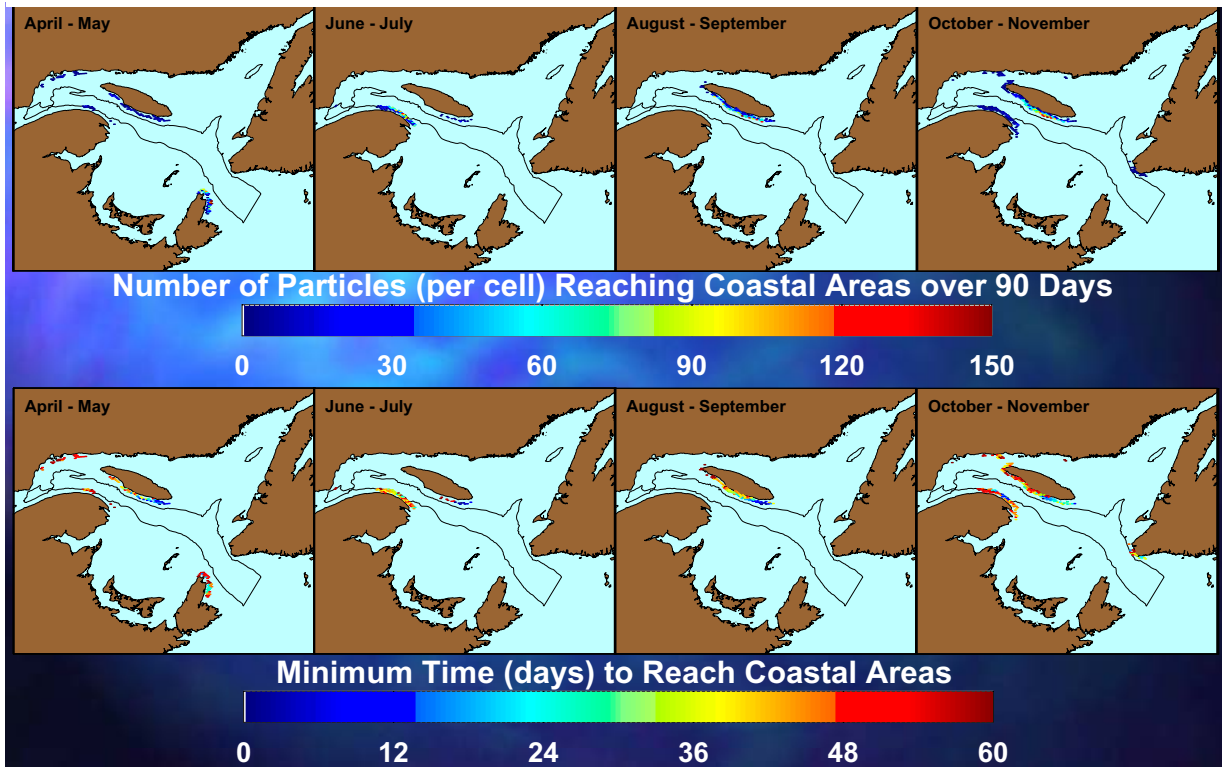 April - May
June - July
August - September
October - November
Number of Particles (per cell) Reaching Coastal Areas over 90 Days
0 30 60 90 120 150
April - May
June - July
August - September
October - November
Minimum Time (days) to Reach Coastal Areas
0 12 24 36 48 60